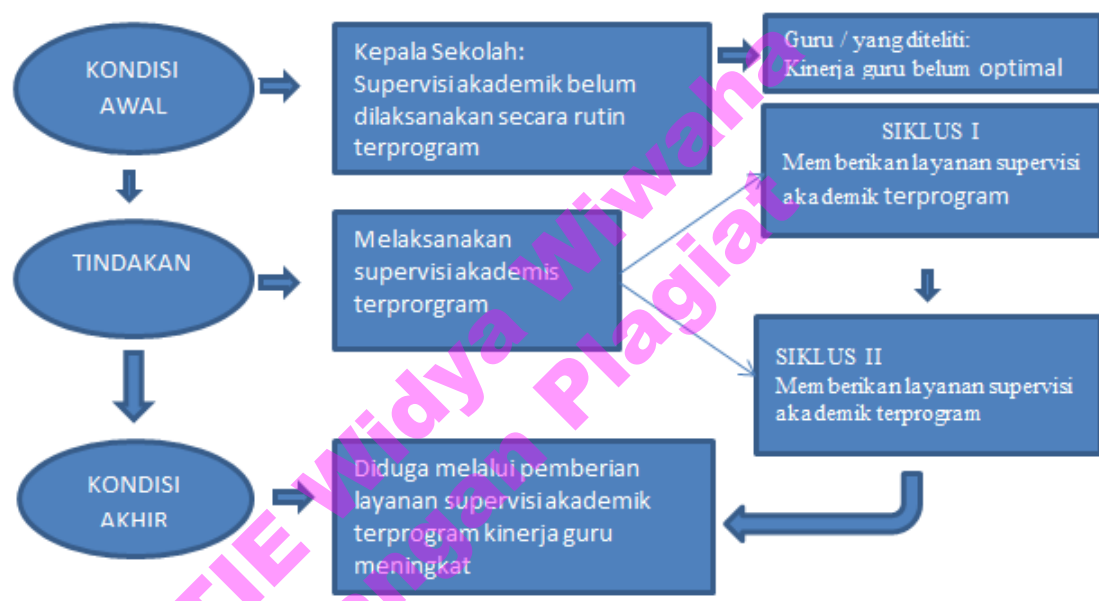 KONDISI
AWAL
Kepala Sekolah:
Supervisi akademik belum
dilaksanakan secara rutin
terprogram
Guru / yang diteliti:
Kinerja guru belum optimal
SIKLUS I
Memberikan layanan supervisi
akademik terprogram
TINDAKAN
Melaksanakan
supervisi akademis
terprorgram
SIKLUS II
Memberikan layanan supervisi
akademik terprogram
KONDISI
AKHIR
Diduga melalui pemberian
layanan supervisi akademik
terprogram kinerja guru
meningkat
TIE Widya Wiwaha
Plagiat